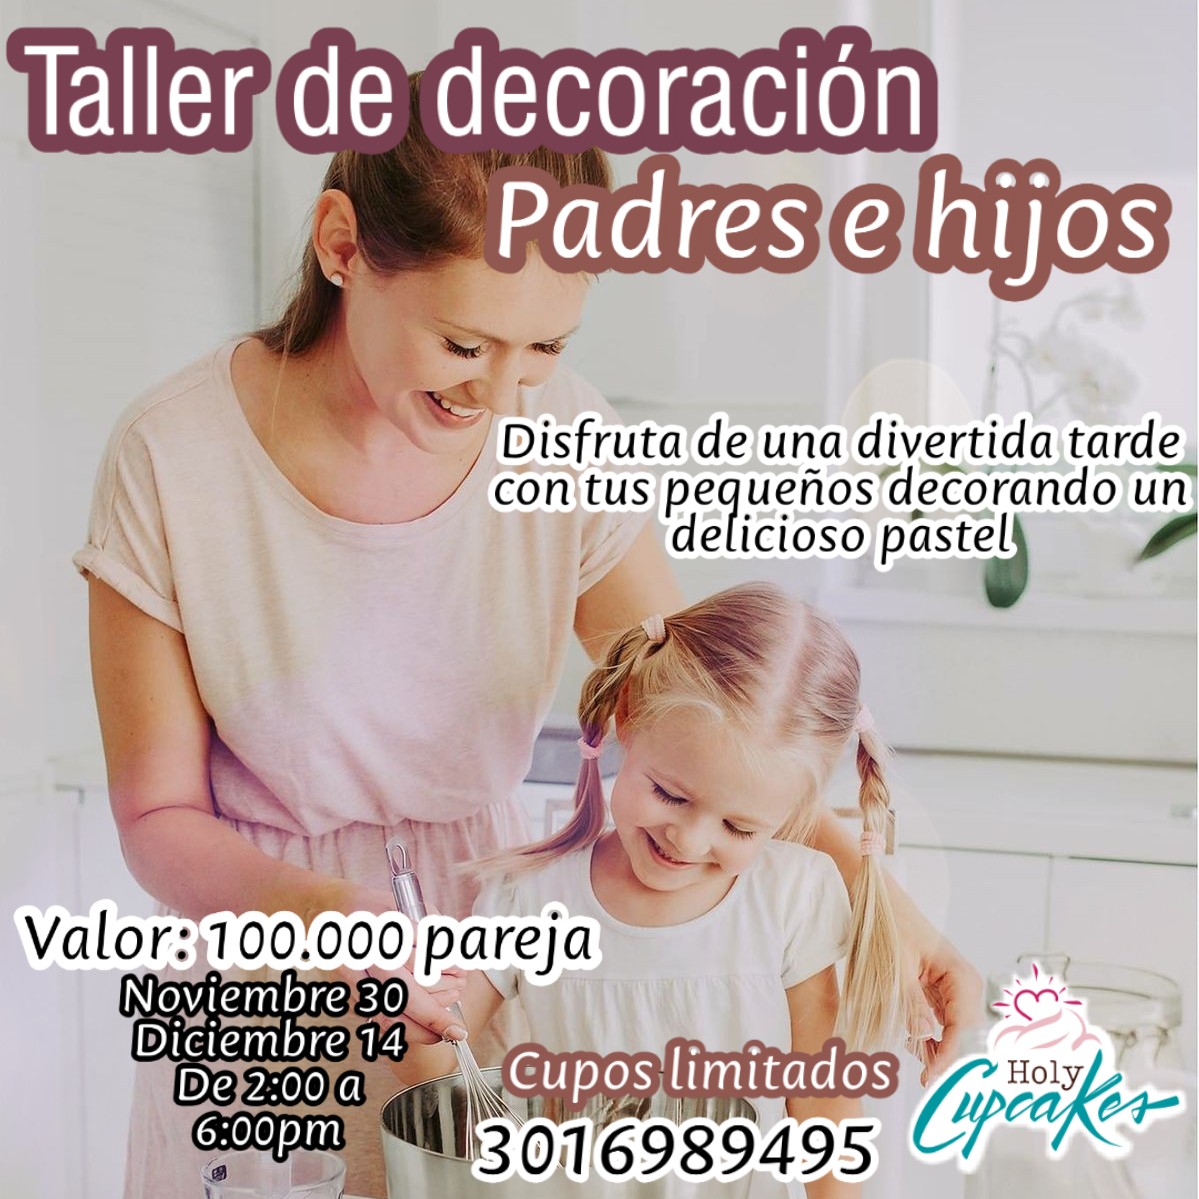 Taller de decoración
Padres e hijos
Disfruta de una divertida tarde
con tus pequeños decorando un
delicioso pastel
Valor: 100.000 pareja
Noviembre 30
Diciembre 14
De 2:00 a
6:00pm
Cupos limitados
3016989495
Holy
Cupcakes